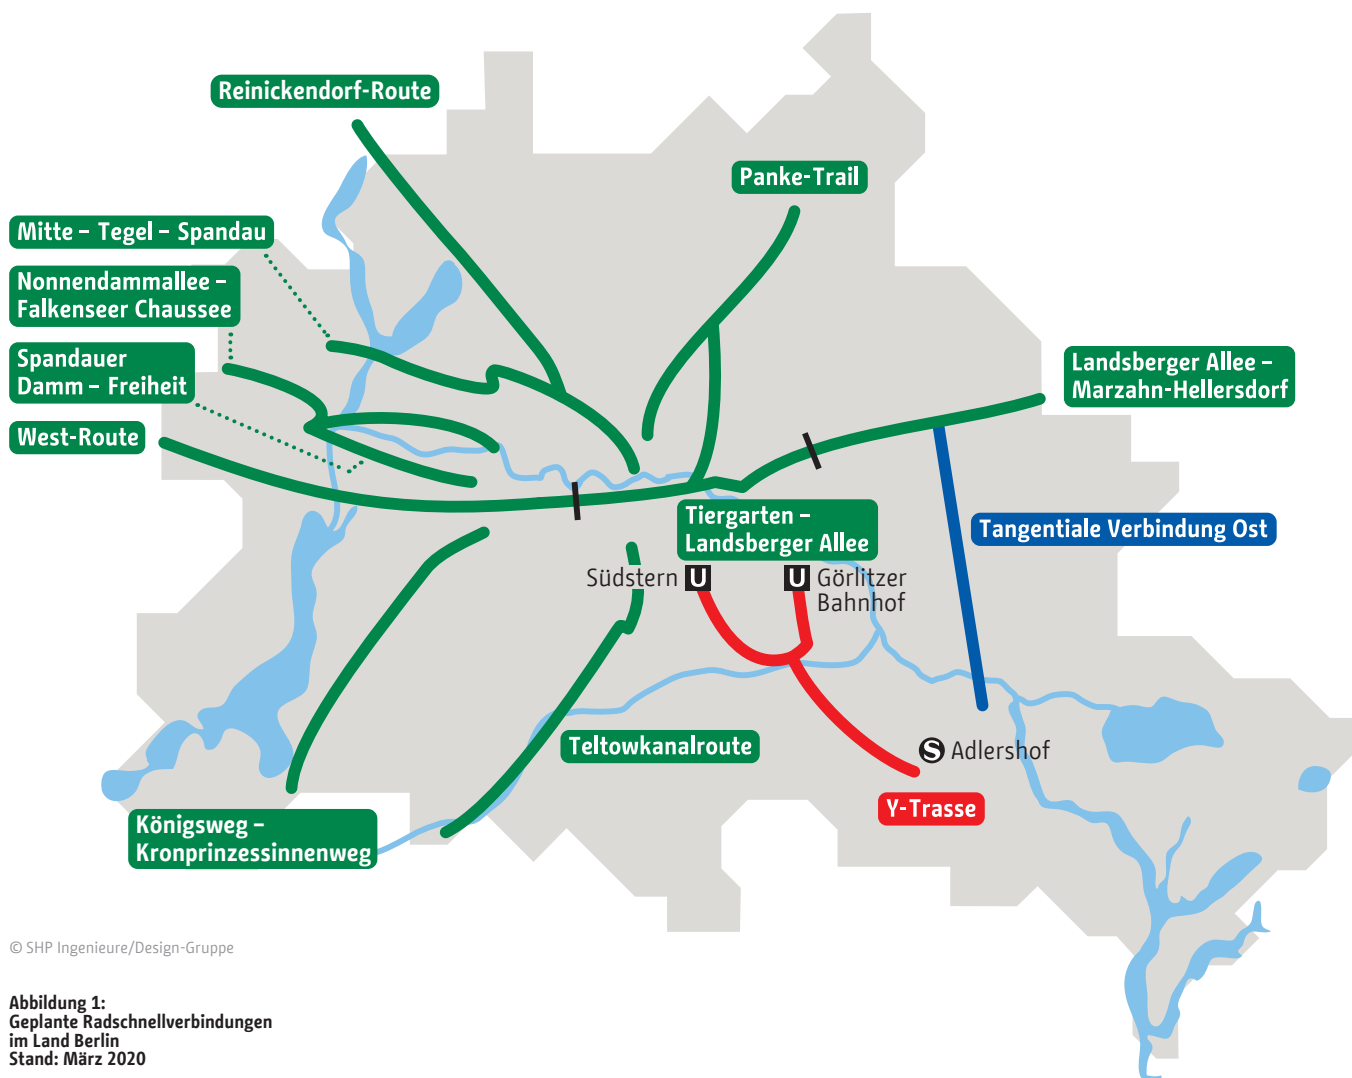 Reinickendorf-Route
Panke-Trail
Mitte – Tegel – Spandau
Nonnendammallee –
Falkenseer Chaussee
Spandauer
Damm – Freiheit
West-Route
Landsberger Allee –
Marzahn-Hellersdorf
Tiergarten –
Landsberger Allee
Tangentiale Verbindung Ost
Südstern U
U Görlitzer
Bahnhof
Teltowkanalroute
S Adlershof
Y-Trasse
Königsweg –
Kronprinzessinnenweg
© SHP Ingenieure/Design-Gruppe
Abbildung 1:
Geplante Radschnellverbindungen
im Land Berlin
Stand: März 2020